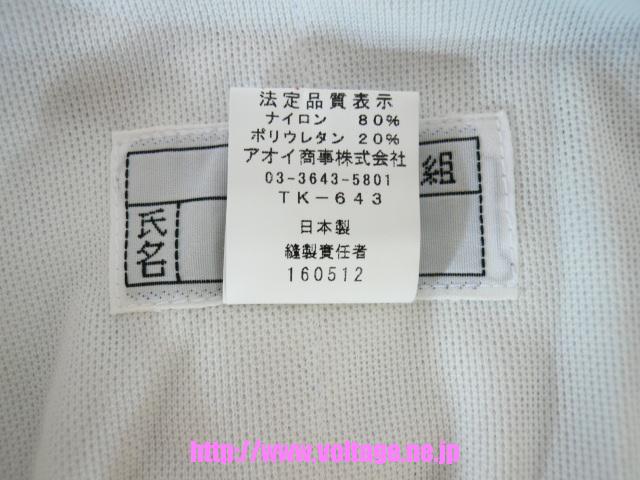 法定品質表示
ナイロン 80%
ポリウレタン 20%
アオイ商事株式会社
03-3643-5801
TK-643
日本製
縫製責任者
160512
組
氏名
http://www.voltage.ne.jp